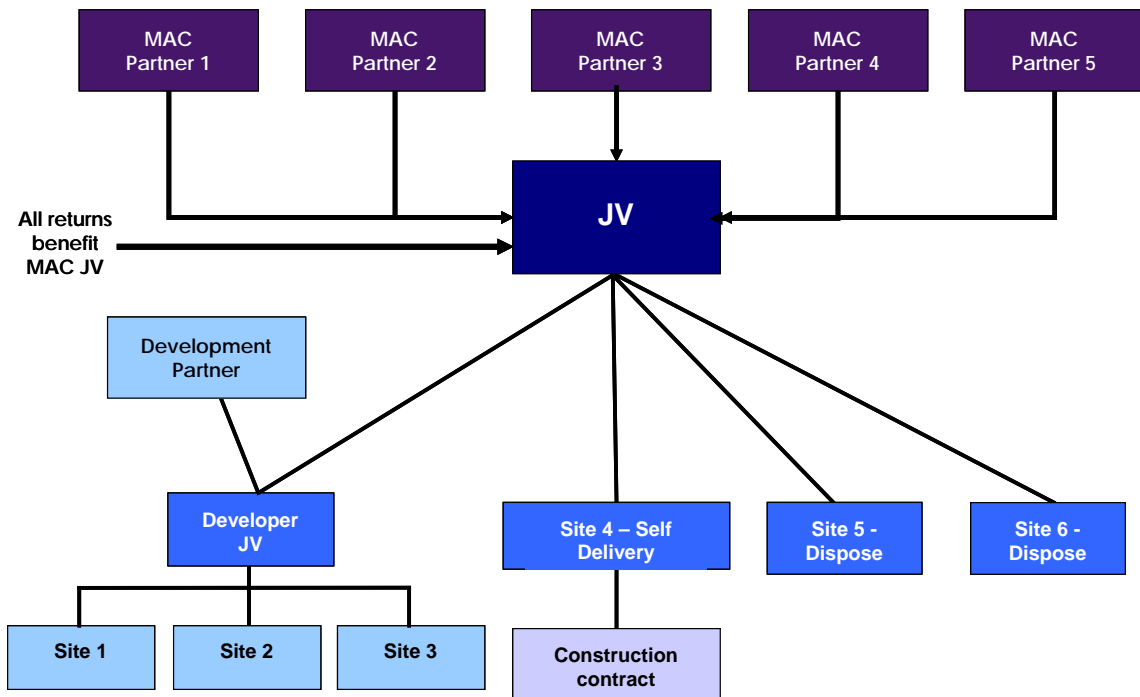 MAC
Partner 1
MAC
Partner 2
MAC
Partner 3
MAC
Partner 4
MAC
Partner 5
JV
All returns
benefit
MAC JV
Development
Partner
Developer
JV
Site 4 – Self
Delivery
Site 5 -
Dispose
Site 6 -
Dispose
Site 1
Site 2
Site 3
Construction
contract